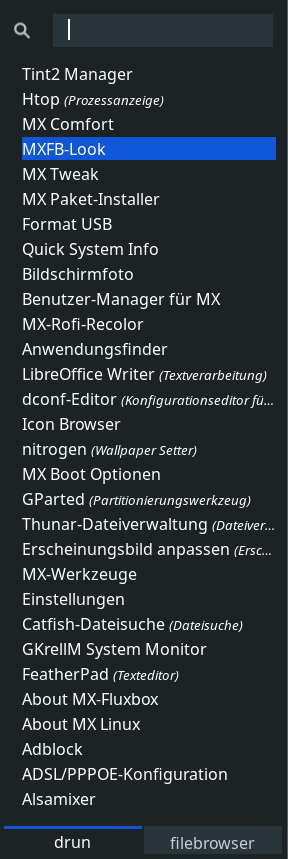 Tint2 Manager
Htop (Prozessanzeige)
MX Comfort
MXFB-Look
MX Tweak
MX Paket-Installer
Format USB
Quick System Info
Bildschirmfoto
Benutzer-Manager für MX
MX-Rofi-Recolor
Anwendungsfinder
LibreOffice Writer (Textverarbeitung)
dconf-Editor (Konfigurationseditor fü...
Icon Browser
nitrogen (Wallpaper Setter)
MX Boot Optionen
GParted (Partitionierungswerkzeug)
Thunar-Dateiverwaltung (Dateiver...
Erscheinungsbild anpassen (Ersc...
MX-Werkzeuge
Einstellungen
Catfish-Dateisuche (Dateisuche)
GKrellM System Monitor
FeatherPad (Texteditor)
About MX-Fluxbox
About MX Linux
Adblock
ADSL/PPPOE-Konfiguration
Alsamixer
drun filebrowser